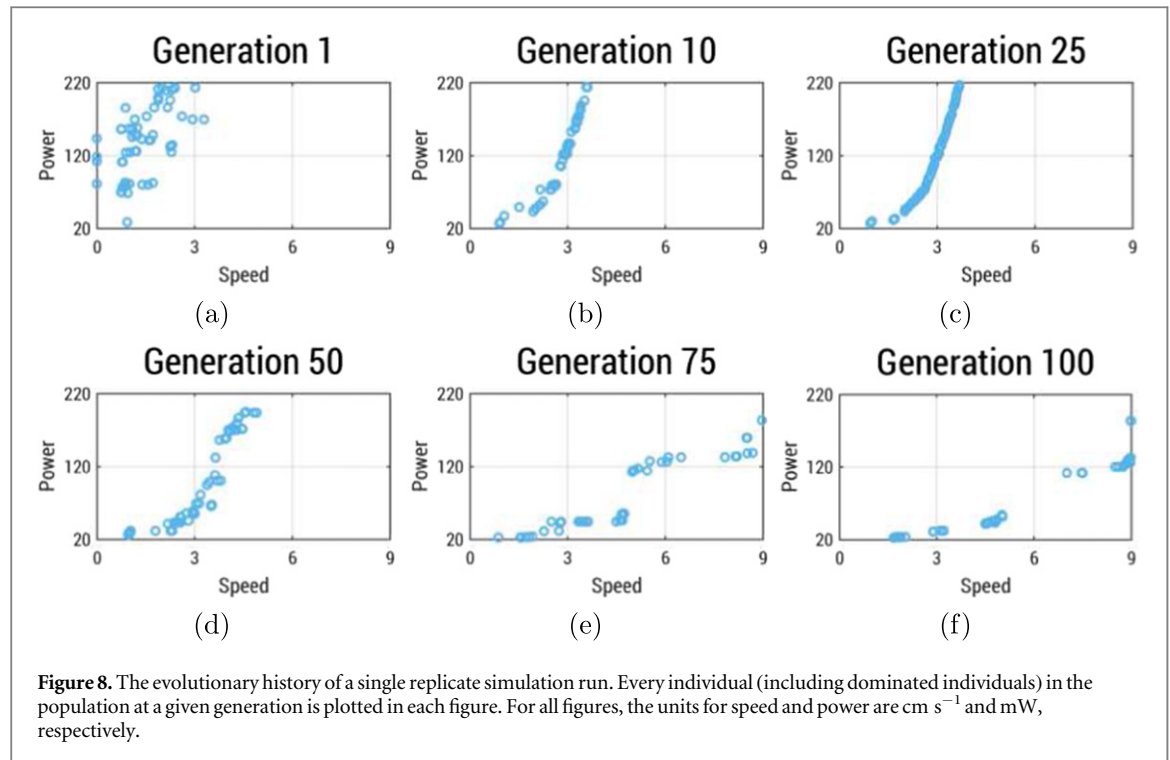 Generation 1
Generation 10
Generation 25
220
120
20
Power
0 3 6 9
Speed
220
120
20
Power
0 3 6 9
Speed
220
120
20
Power
0 3 6 9
Speed
(a)
(b)
(c)
Generation 50
Generation 75
Generation 100
220
120
20
Power
0 3 6 9
Speed
220
120
20
Power
0 3 6 9
Speed
220
120
20
Power
0 3 6 9
Speed
(d)
(e)
(f)
Figure 8. The evolutionary history of a single replicate simulation run. Every individual (including dominated individuals) in the
population at a given generation is plotted in each figure. For all figures, the units for speed and power are cm s⁻¹ and mW,
respectively.